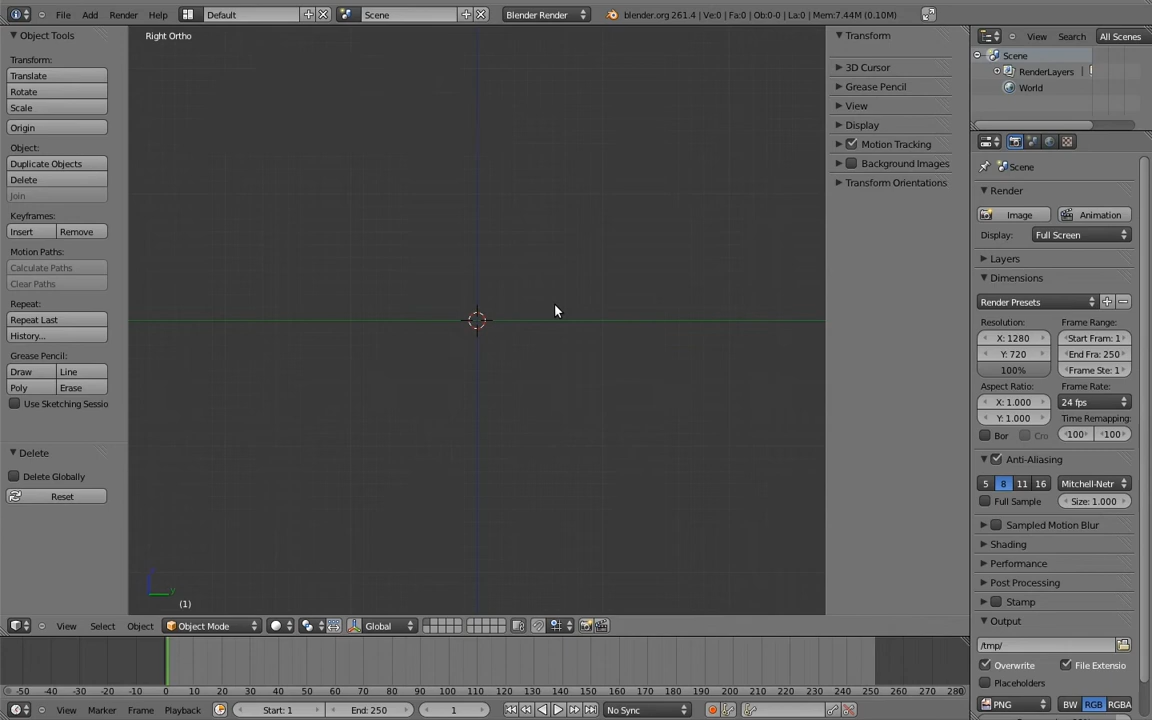 File Add Render Help Default Scene Blender Render blender.org 261.4 | Ve:0 | Fa:0 | Ob:0-0 | La:0 | Mem:7.44M (0.10M)
Object Tools
Transform:
Translate
Rotate
Scale
Origin
Object:
Duplicate Objects
Delete
Join
Keyframes:
Insert Remove
Motion Paths:
Calculate Paths
Clear Paths
Repeat:
Repeat Last
History...
Grease Pencil:
Draw Line
Poly Erase
Use Sketching Sessio
Delete
Delete Globally
Reset
Right Ortho
y
(1)
Transform
3D Cursor
Grease Pencil
View
Display
Motion Tracking
Background Images
Transform Orientations
View Search All Scenes
Scene
RenderLayers
World
Scene
Render
Image Animation
Display: Full Screen
Layers
Dimensions
Render Presets
Resolution: Frame Range:
X: 1280 Start Fram: 1
Y: 720 End Fra: 250
100% Frame Ste: 1
Aspect Ratio: Frame Rate:
X: 1.000 24 fps
Y: 1.000 Time Remapping:
Bor Cro 100 100
Anti-Aliasing
5 8 11 16 Mitchell-Netr
Full Sample Size: 1.000
Sampled Motion Blur
Shading
Performance
Post Processing
Stamp
Output
/tmp/
Overwrite File Extensio
Placeholders
PNG BW RGB RGBA
View Select Object Object Mode Global
-50 -40 -30 -20 -10 0 10 20 30 40 50 60 70 80 90 100 110 120 130 140 150 160 170 180 190 200 210 220 230 240 250 260 270 280
View Marker Frame Playback Start: 1 End: 250 1 No Sync